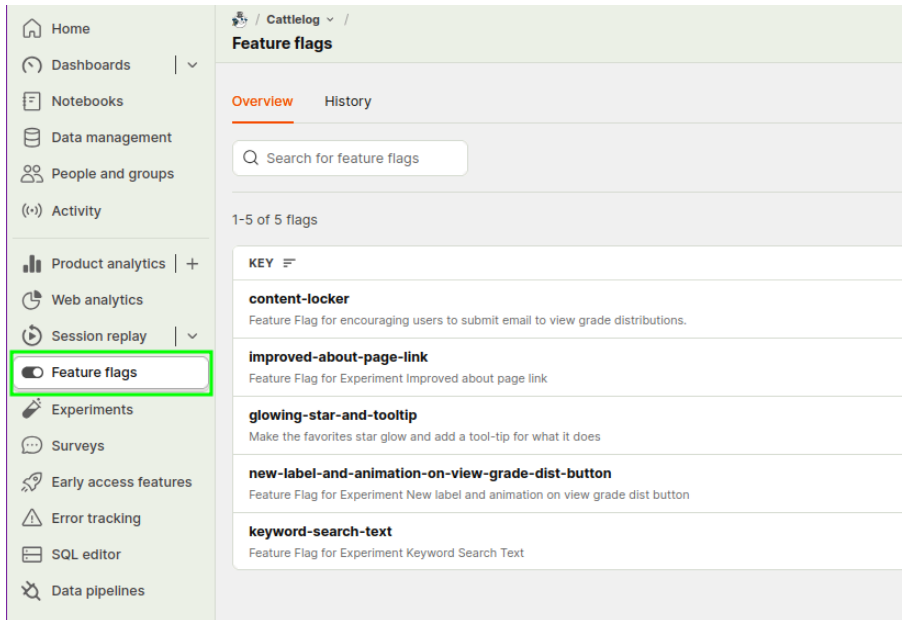 Home
Dashboards
Notebooks
Data management
People and groups
Activity
Product analytics
Web analytics
Session replay
Feature flags
Experiments
Surveys
Early access features
Error tracking
SQL editor
Data pipelines
/ Cattlelog /
Feature flags
Overview History
Search for feature flags
1-5 of 5 flags
KEY
content-locker
Feature Flag for encouraging users to submit email to view grade distributions.
improved-about-page-link
Feature Flag for Experiment Improved about page link
glowing-star-and-tooltip
Make the favorites star glow and add a tool-tip for what it does
new-label-and-animation-on-view-grade-dist-button
Feature Flag for Experiment New label and animation on view grade dist button
keyword-search-text
Feature Flag for Experiment Keyword Search Text